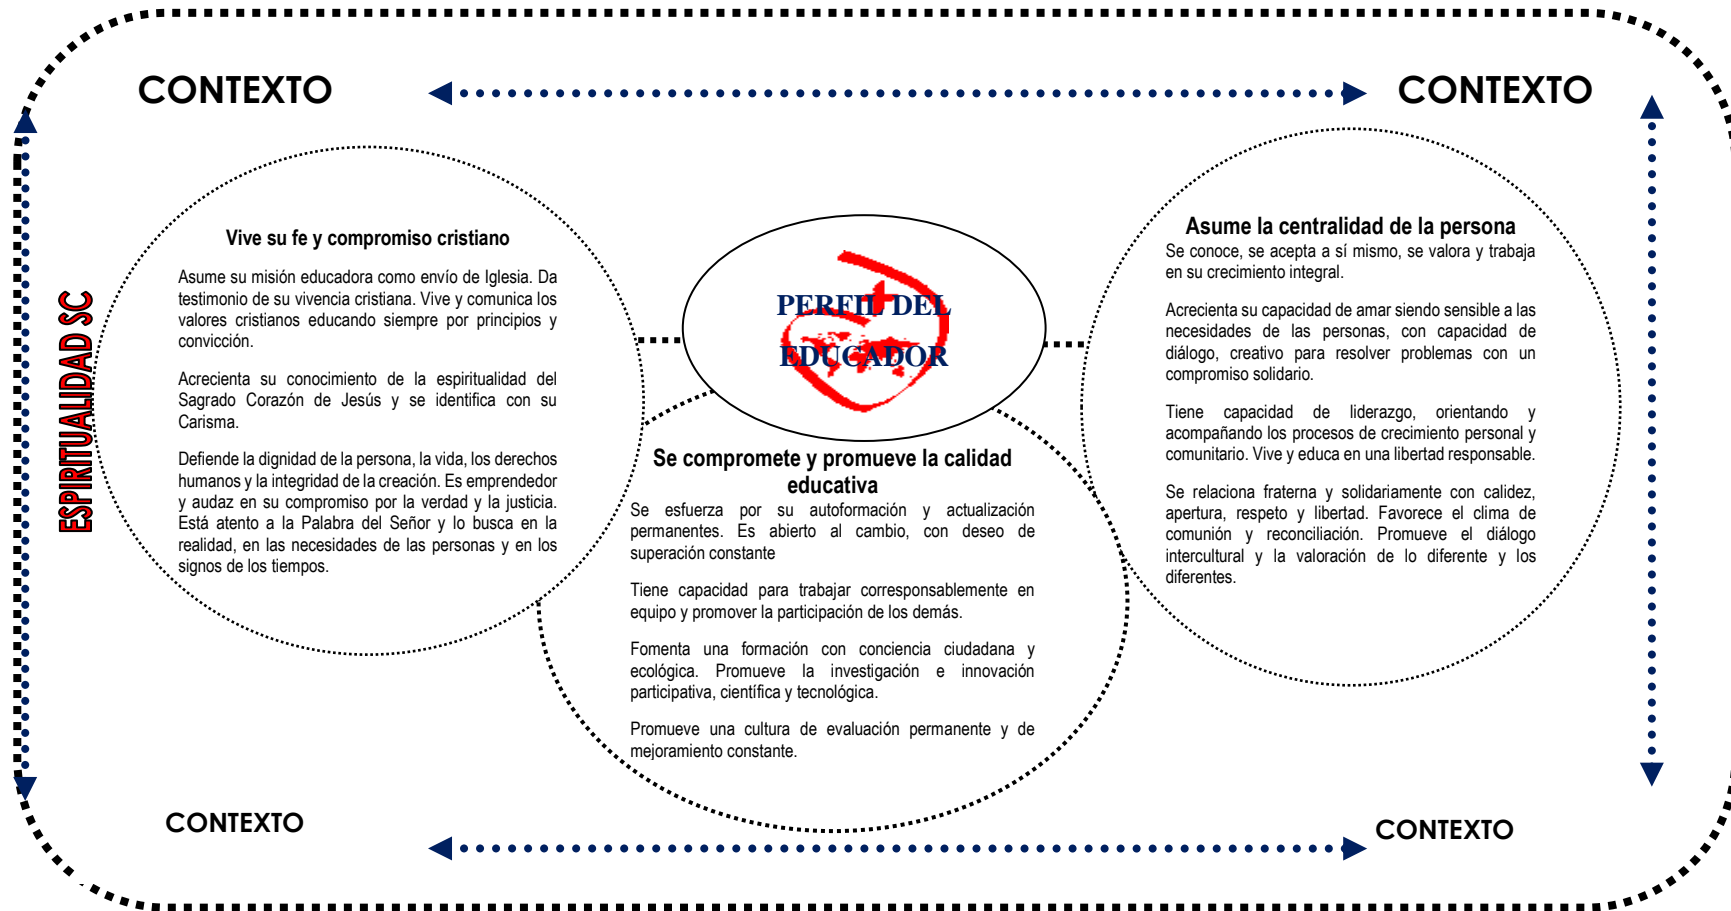 CONTEXTO
CONTEXTO
ESPIRITUALIDAD SC
Vive su fe y compromiso cristiano
Asume su misión educadora como envío de Iglesia. Da
testimonio de su vivencia cristiana. Vive y comunica los
valores cristianos educando siempre por principios y
convicción.
Acrecienta su conocimiento de la espiritualidad del
Sagrado Corazón de Jesús y se identifica con su
Carisma.
Defiende la dignidad de la persona, la vida, los derechos
humanos y la integridad de la creación. Es emprendedor
y audaz en su compromiso por la verdad y la justicia.
Está atento a la Palabra del Señor y lo busca en la
realidad, en las necesidades de las personas y en los
signos de los tiempos.
PERFIL DEL
EDUCADOR
Se compromete y promueve la calidad
educativa
Se esfuerza por su autoformación y actualización
permanentes. Es abierto al cambio, con deseo de
superación constante
Tiene capacidad para trabajar corresponsablemente en
equipo y promover la participación de los demás.
Fomenta una formación con conciencia ciudadana y
ecológica. Promueve la investigación e innovación
participativa, científica y tecnológica.
Promueve una cultura de evaluación permanente y de
mejoramiento constante.
Asume la centralidad de la persona
Se conoce, se acepta a sí mismo, se valora y trabaja
en su crecimiento integral.
Acrecienta su capacidad de amar siendo sensible a las
necesidades de las personas, con capacidad de
diálogo, creativo para resolver problemas con un
compromiso solidario.
Tiene capacidad de liderazgo, orientando y
acompañando los procesos de crecimiento personal y
comunitario. Vive y educa en una libertad responsable.
Se relaciona fraterna y solidariamente con calidez,
apertura, respeto y libertad. Favorece el clima de
comunión y reconciliación. Promueve el diálogo
intercultural y la valoración de lo diferente y los
diferentes.
CONTEXTO
CONTEXTO